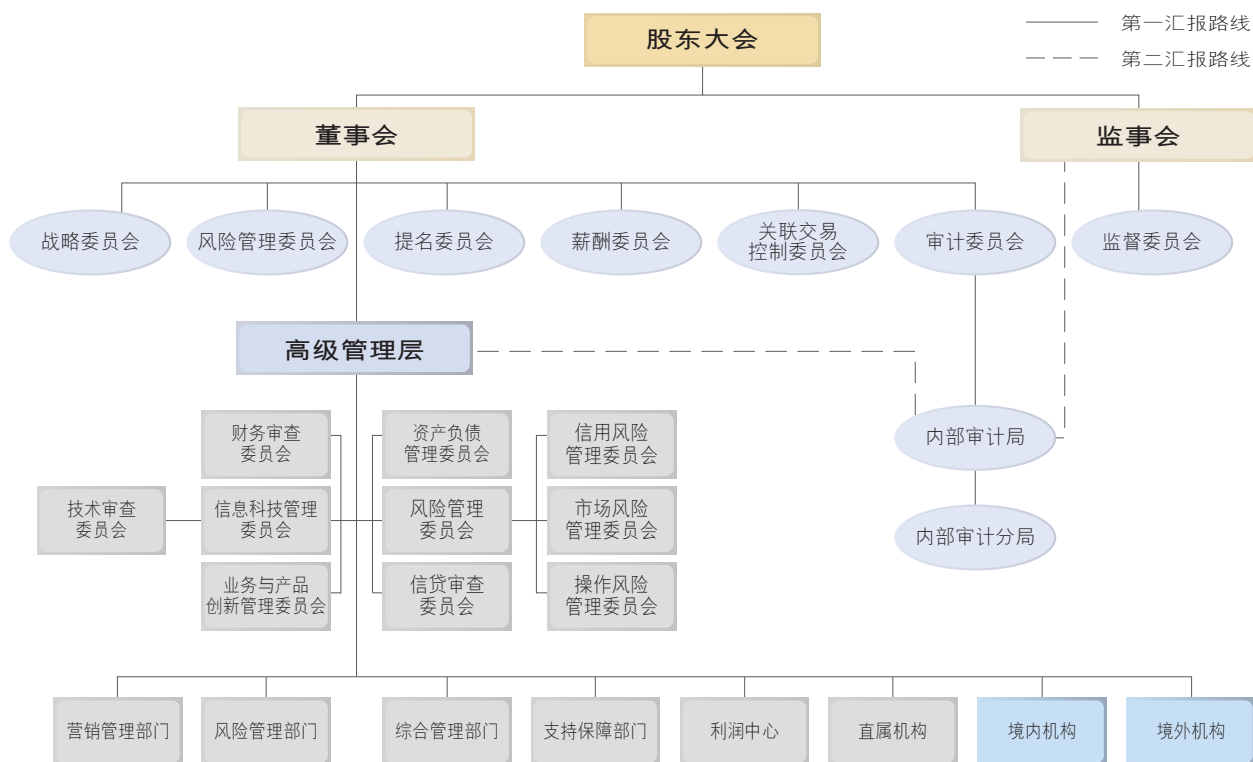 股东大会
第一汇报路线
第二汇报路线
董事会
监事会
战略委员会
风险管理委员会
提名委员会
薪酬委员会
关联交易
控制委员会
审计委员会
监督委员会
高级管理层
财务审查
委员会
资产负债
管理委员会
信用风险
管理委员会
内部审计局
技术审查
委员会
信息科技管理
委员会
风险管理
委员会
市场风险
管理委员会
内部审计分局
业务与产品
创新管理委员会
信贷审查
委员会
操作风险
管理委员会
营销管理部门
风险管理部门
综合管理部门
支持保障部门
利润中心
直属机构
境内机构
境外机构